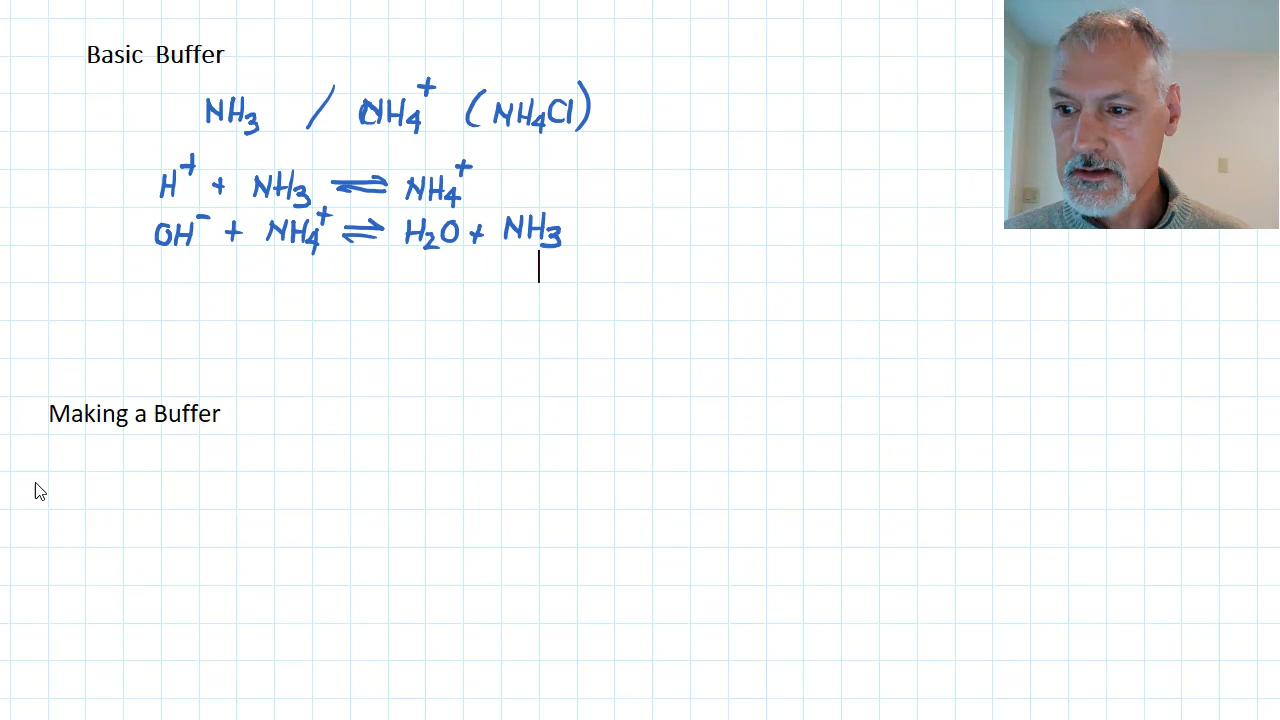 Basic Buffer
NH₃ / NH₄⁺ (NH₄Cl)
H⁺ + NH₃ ⇌ NH₄⁺
OH⁻ + NH₄⁺ ⇌ H₂O + NH₃
Making a Buffer